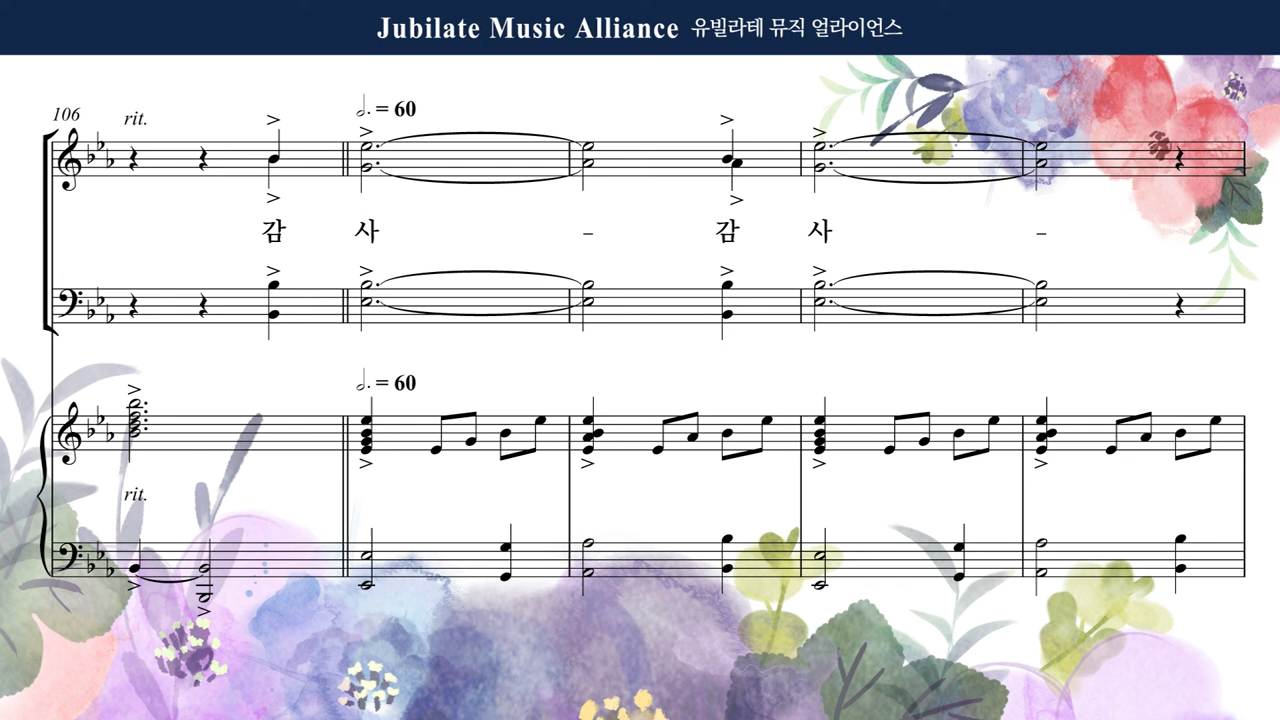 Jubilate Music Alliance 유빌라테 뮤직 얼라이언스
106 rit. 𝅗𝅥. = 60
감 사 - 감 사 -
𝅗𝅥. = 60
rit.